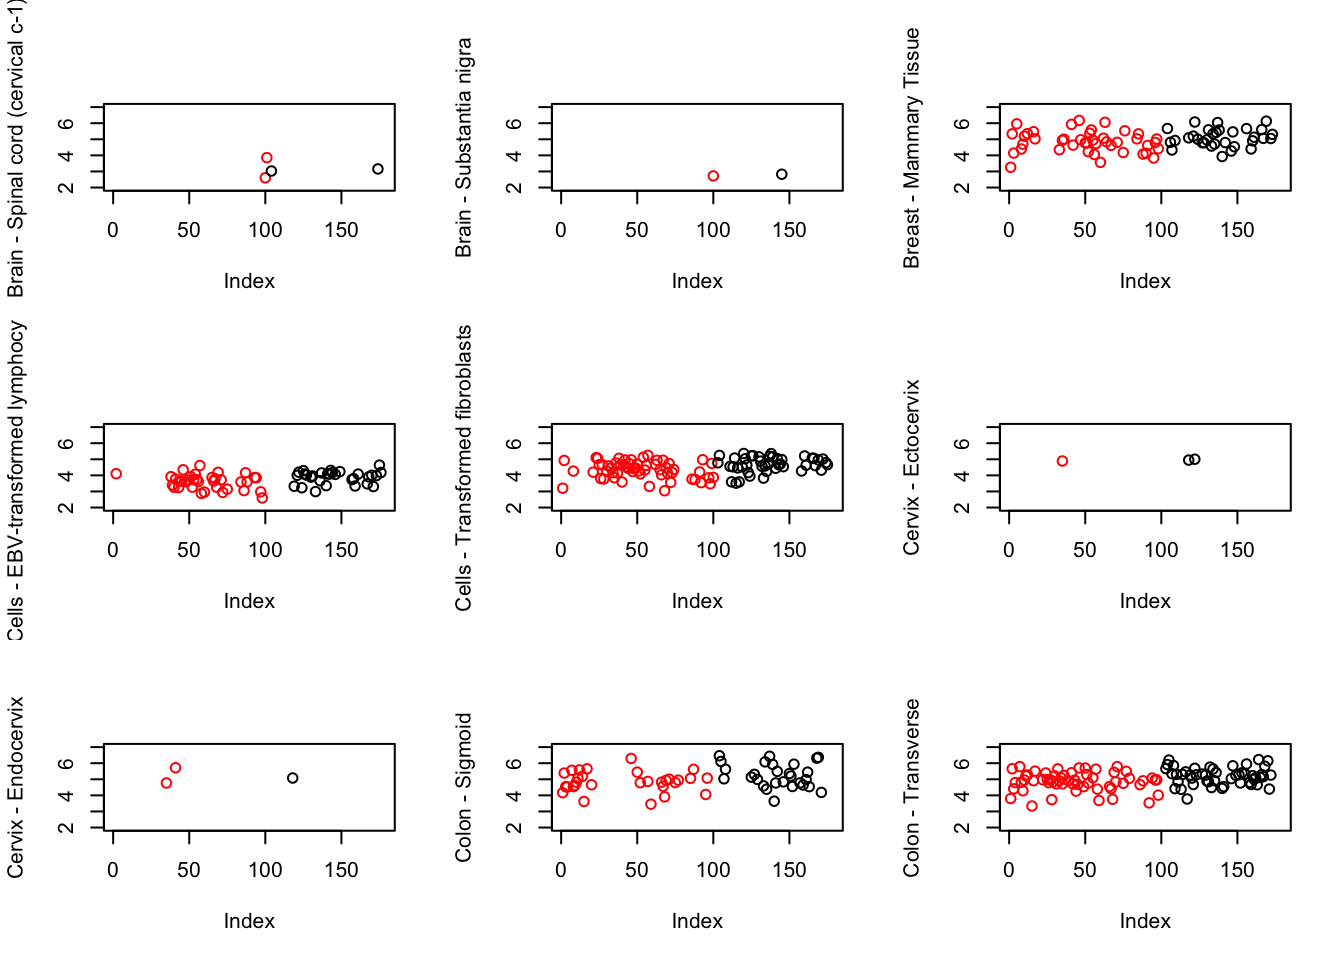 Brain - Spinal cord (cervical c-1)
2 4 6
0 50 100 150
Index
Brain - Substantia nigra
2 4 6
0 50 100 150
Index
Breast - Mammary Tissue
2 4 6
0 50 100 150
Index
Cells - EBV-transformed lymphocy
2 4 6
0 50 100 150
Index
Cells - Transformed fibroblasts
2 4 6
0 50 100 150
Index
Cervix - Ectocervix
2 4 6
0 50 100 150
Index
Cervix - Endocervix
2 4 6
0 50 100 150
Index
Colon - Sigmoid
2 4 6
0 50 100 150
Index
Colon - Transverse
2 4 6
0 50 100 150
Index